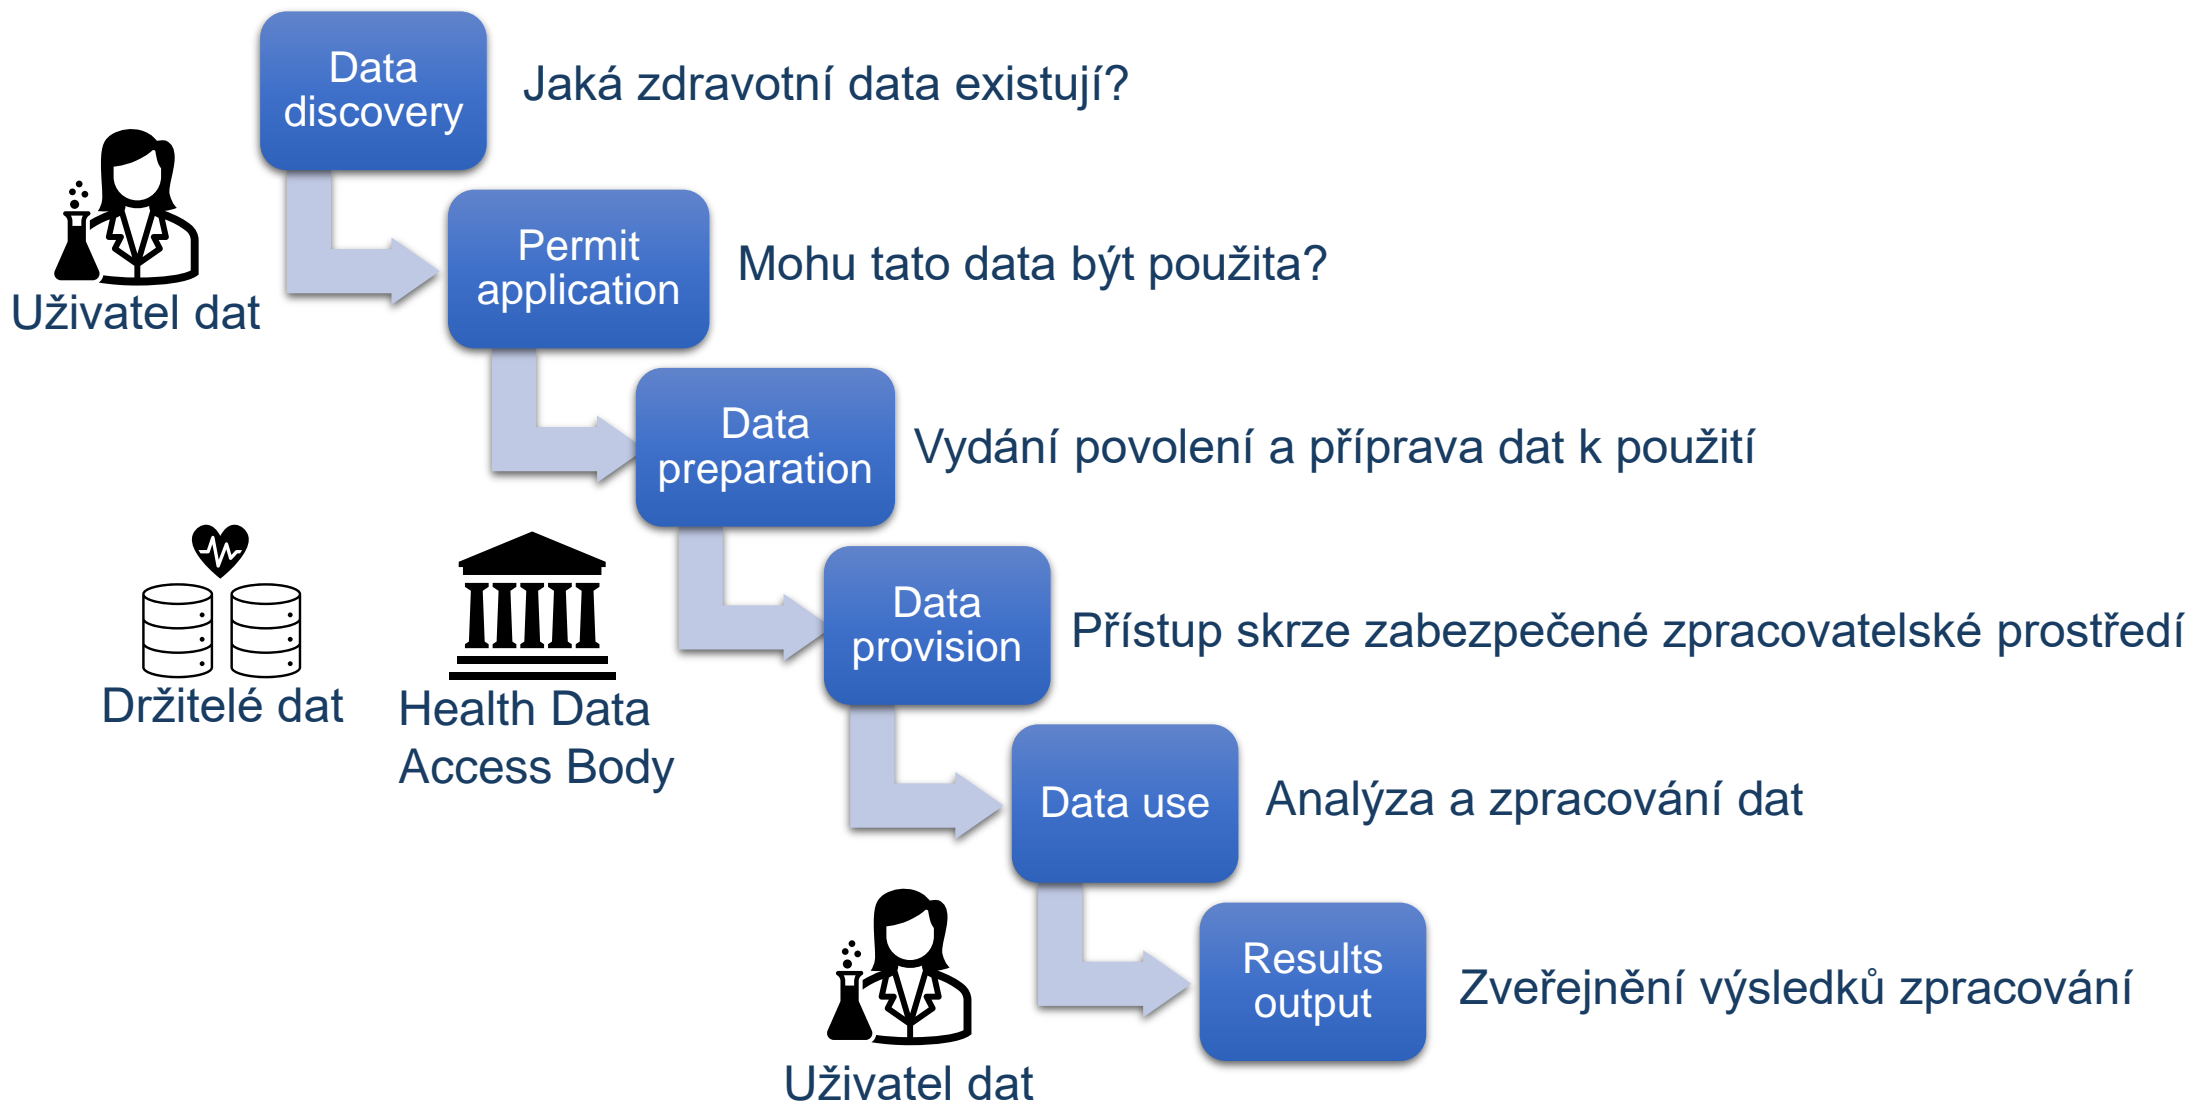 Data
discovery
Jaká zdravotní data existují?
Uživatel dat
Permit
application
Mohu tato data být použita?
Data
preparation
Vydání povolení a příprava dat k použití
Držitelé dat
Health Data
Access Body
Data
provision
Přístup skrze zabezpečené zpracovatelské prostředí
Data use
Analýza a zpracování dat
Uživatel dat
Results
output
Zveřejnění výsledků zpracování